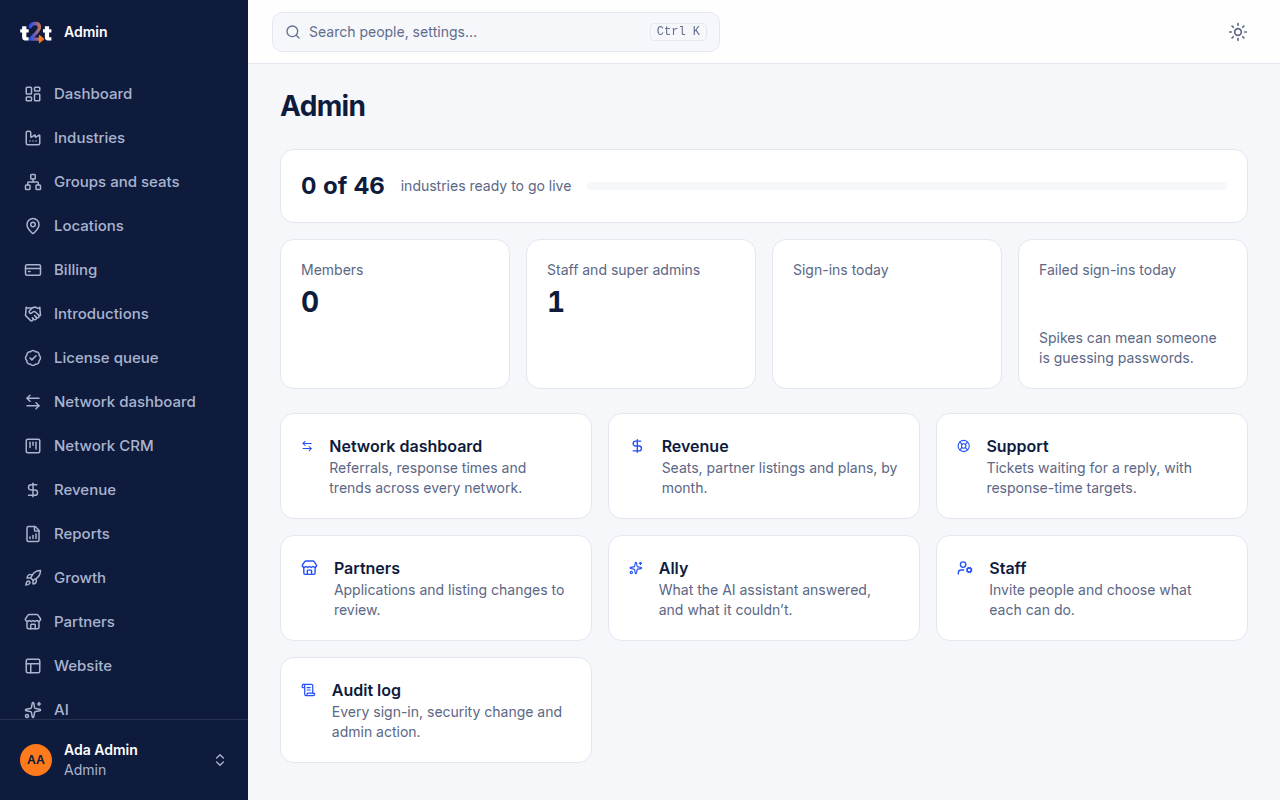 t2t Admin
Search people, settings...
Ctrl K
Dashboard
Industries
Groups and seats
Locations
Billing
Introductions
License queue
Network dashboard
Network CRM
Revenue
Reports
Growth
Partners
Website
AI
AA
Ada Admin
Admin
Admin
0 of 46 industries ready to go live
Members
0
Staff and super admins
1
Sign-ins today
Failed sign-ins today
Spikes can mean someone
is guessing passwords.
Network dashboard
Referrals, response times and
trends across every network.
Revenue
Seats, partner listings and plans, by
month.
Support
Tickets waiting for a reply, with
response-time targets.
Partners
Applications and listing changes to
review.
Ally
What the AI assistant answered,
and what it couldn’t.
Staff
Invite people and choose what
each can do.
Audit log
Every sign-in, security change and
admin action.